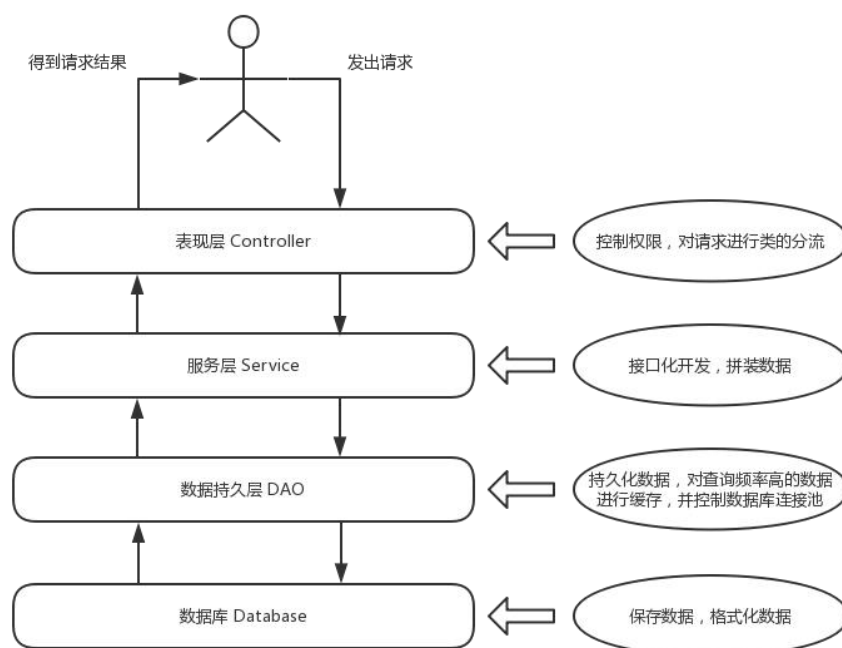 得到请求结果
发出请求
表现层 Controller
控制权限，对请求进行类的分流
服务层 Service
接口化开发，拼装数据
数据持久层 DAO
持久化数据，对查询频率高的数据
进行缓存，并控制数据库连接池
数据库 Database
保存数据，格式化数据